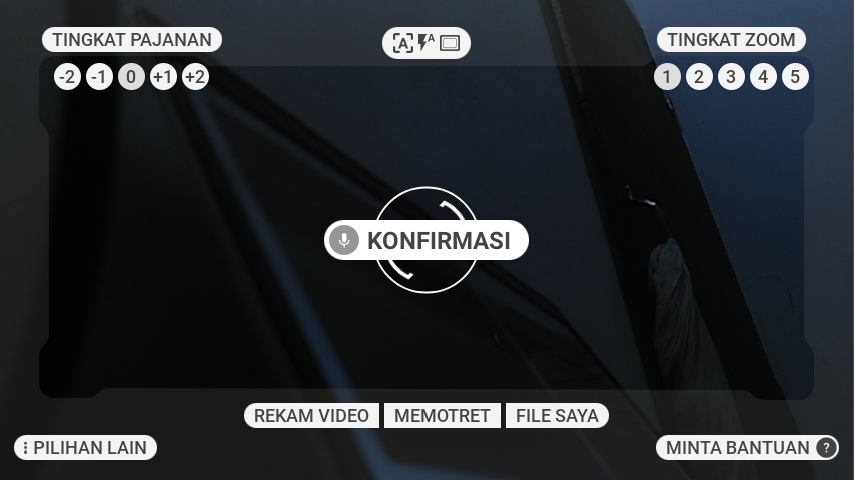 TINGKAT PAJANAN
A
A
TINGKAT ZOOM
-2 -1 0 +1 +2
1 2 3 4 5
KONFIRMASI
REKAM VIDEO
MEMOTRET
FILE SAYA
PILIHAN LAIN
MINTA BANTUAN ?